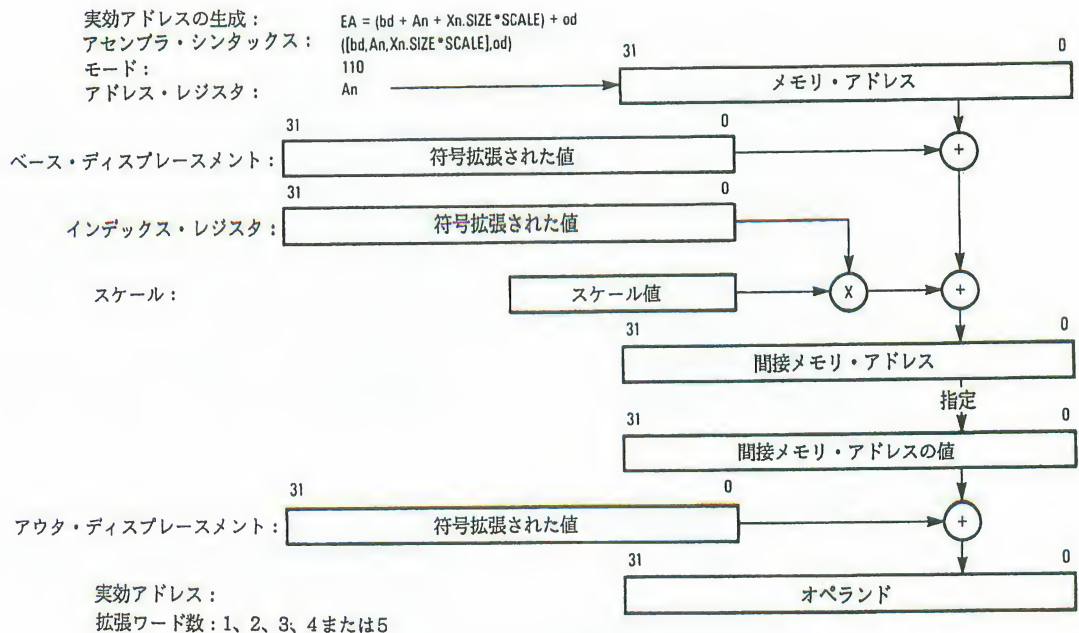 実効アドレスの生成： EA = (bd + An + Xn.SIZE*SCALE) + od
アセンブラ・シンタックス： ([bd,An,Xn.SIZE*SCALE],od)
モード： 110
アドレス・レジスタ： An
31 0
メモリ・アドレス
31 0
ベース・ディスプレースメント： 符号拡張された値 +
31 0
インデックス・レジスタ： 符号拡張された値
スケール： スケール値 X +
31 0
間接メモリ・アドレス
指定
31 0
間接メモリ・アドレスの値
31 0
アウタ・ディスプレースメント： 符号拡張された値 +
31 0
実効アドレス： オペランド
拡張ワード数：1、2、3、4または5